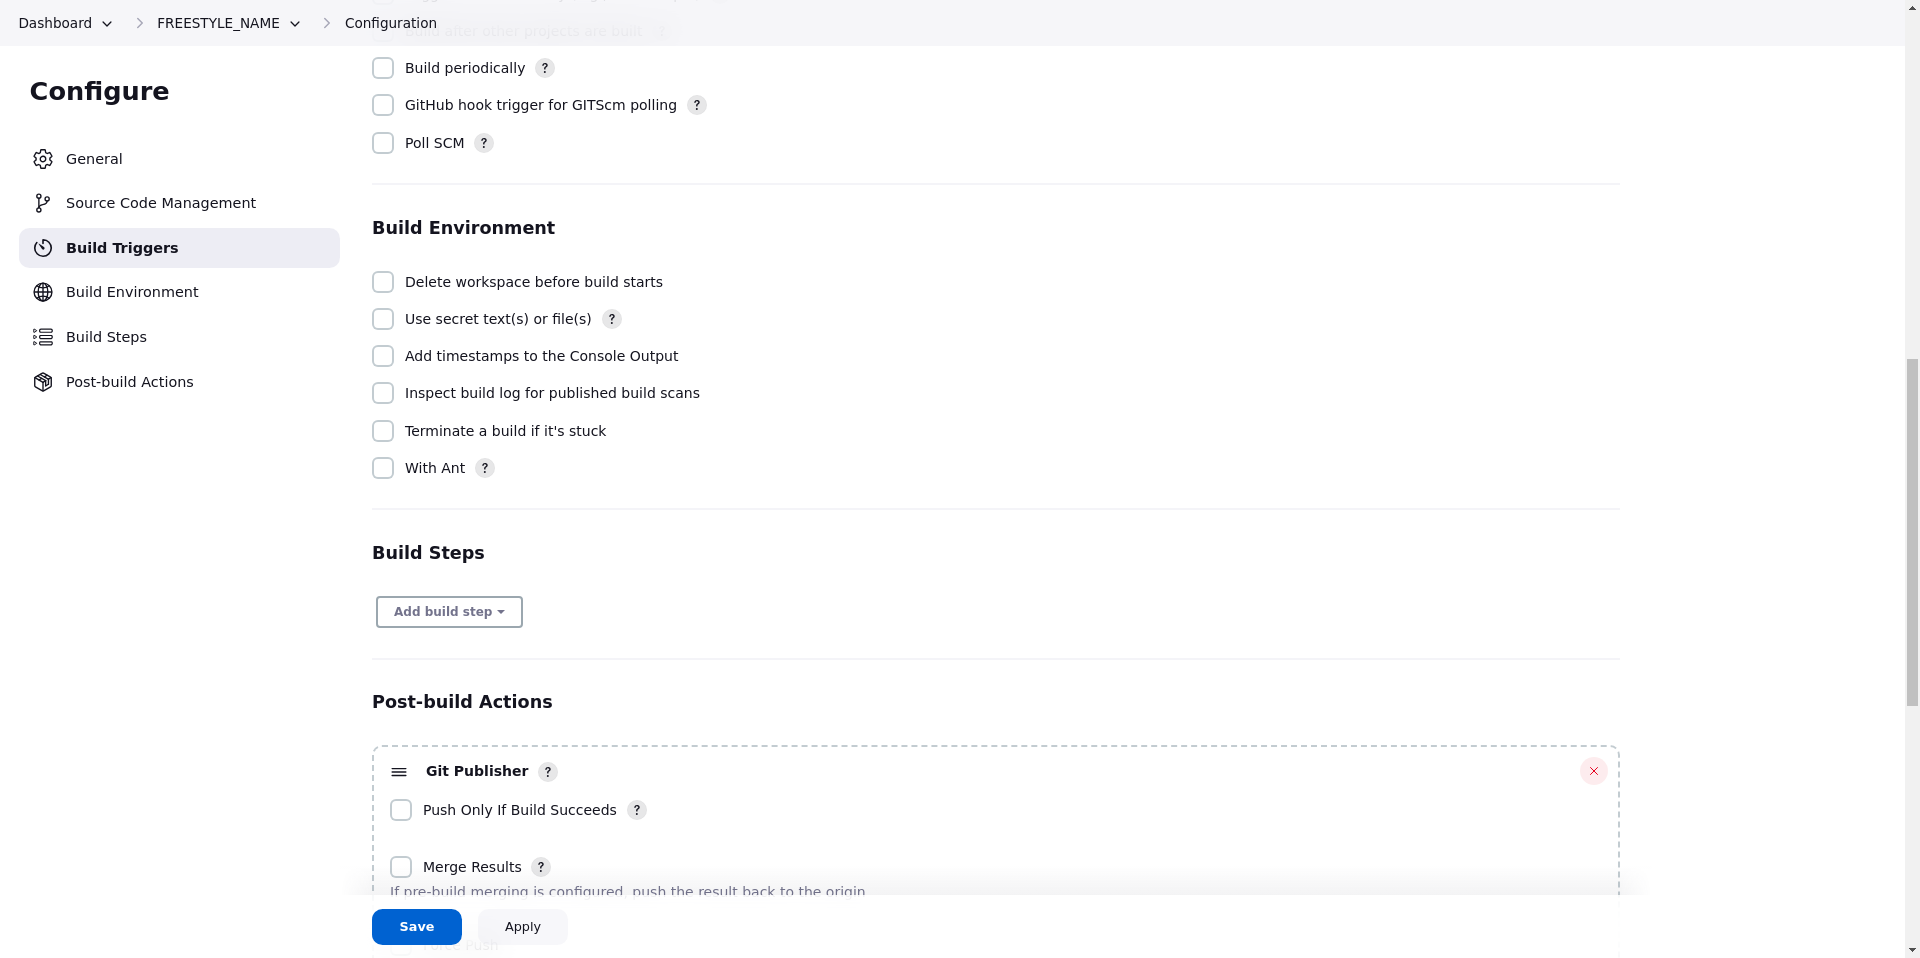 Dashboard
FREESTYLE_NAME
Configuration
Configure
General
Source Code Management
Build Triggers
Build Environment
Build Steps
Post-build Actions
Build after other projects are built
Build periodically ?
GitHub hook trigger for GITScm polling ?
Poll SCM ?
Build Environment
Delete workspace before build starts
Use secret text(s) or file(s) ?
Add timestamps to the Console Output
Inspect build log for published build scans
Terminate a build if it's stuck
With Ant ?
Build Steps
Add build step
Post-build Actions
Git Publisher ?
Push Only If Build Succeeds ?
Merge Results ?
If pre-build merging is configured, push the result back to the origin
Save
Apply
Force Push